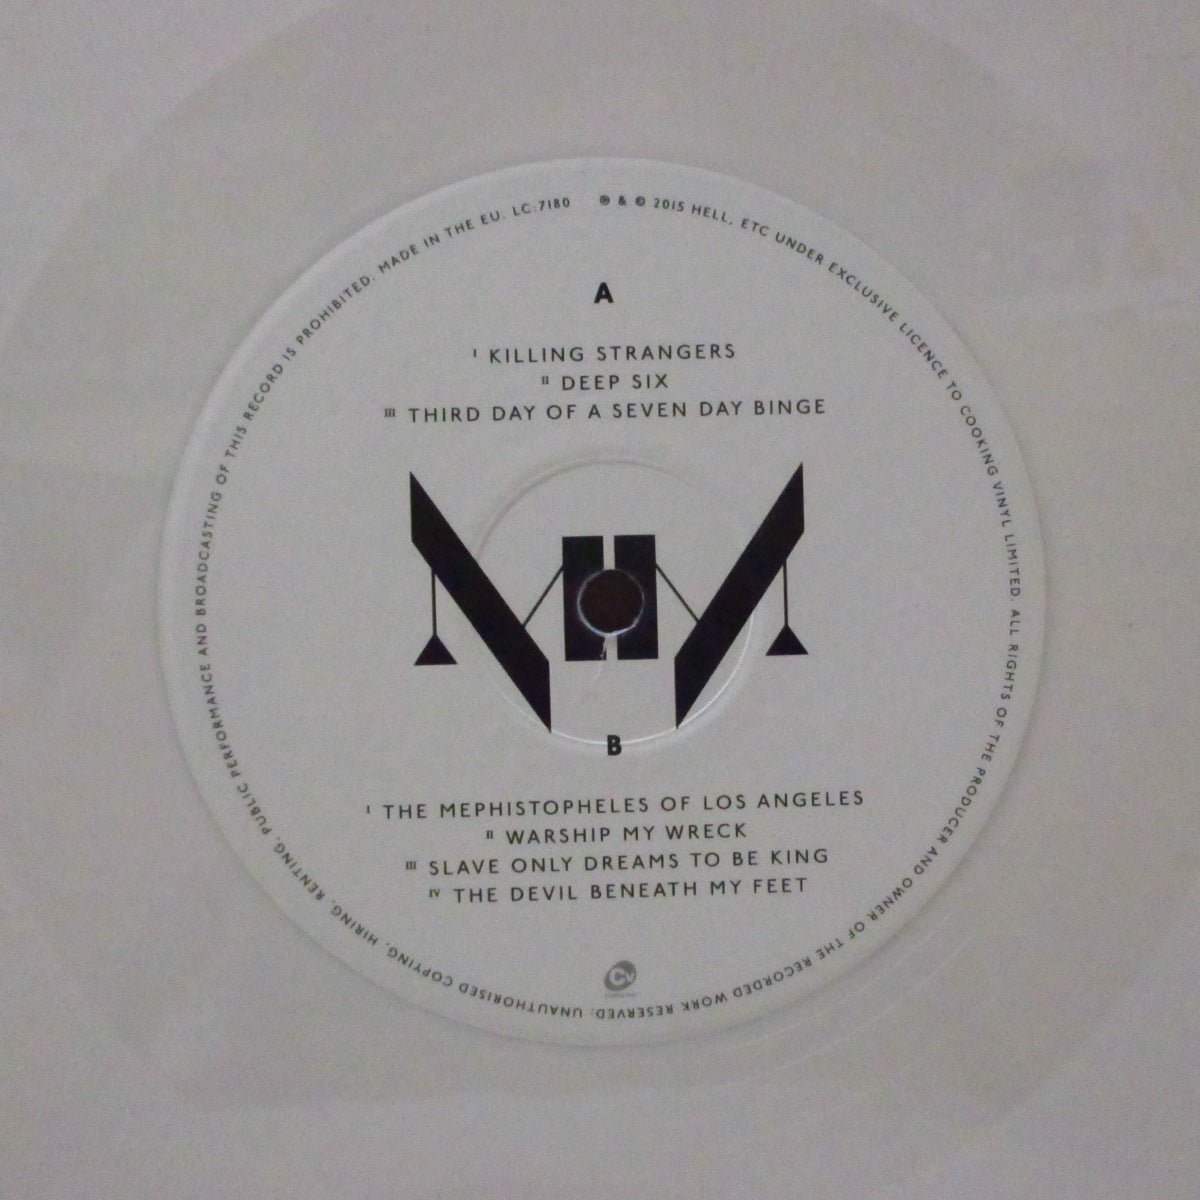 ℗ & © 2015 HELL, ETC UNDER EXCLUSIVE LICENCE TO COOKING VINYL LIMITED. ALL RIGHTS OF THE PRODUCER AND OWNER OF THE RECORDED WORK RESERVED: UNAUTHORISED COPYING, HIRING, RENTING, PUBLIC PERFORMANCE AND BROADCASTING OF THIS RECORD IS PROHIBITED. MADE IN THE EU. LC:7180
A
I KILLING STRANGERS
II DEEP SIX
III THIRD DAY OF A SEVEN DAY BINGE
B
I THE MEPHISTOPHELES OF LOS ANGELES
II WARSHIP MY WRECK
III SLAVE ONLY DREAMS TO BE KING
IV THE DEVIL BENEATH MY FEET
CV